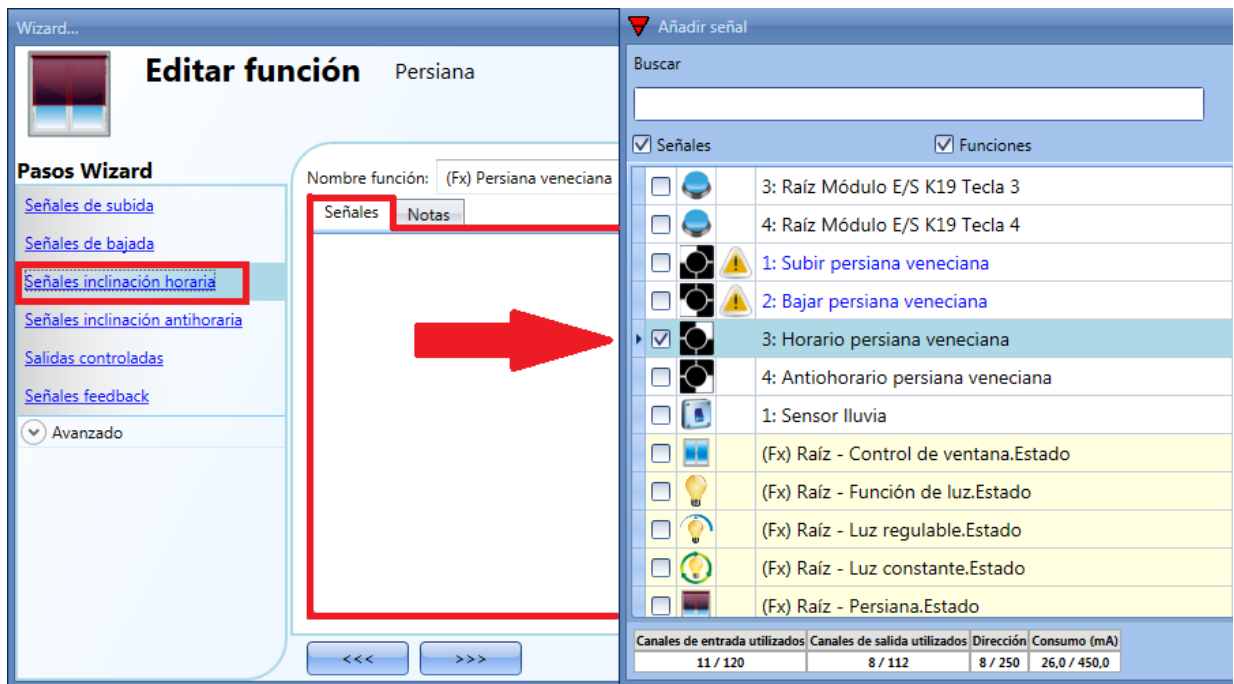 Wizard...
Editar función
Persiana
Pasos Wizard
Señales de subida
Señales de bajada
Señales inclinación horaria
Señales inclinación antihoraria
Salidas controladas
Señales feedback
Avanzado
Nombre función: (Fx) Persiana veneciana
Señales
Notas
<<<
>>>
Añadir señal
Buscar
Señales
Funciones
3: Raíz Módulo E/S K19 Tecla 3
4: Raíz Módulo E/S K19 Tecla 4
1: Subir persiana veneciana
2: Bajar persiana veneciana
3: Horario persiana veneciana
4: Antiohorario persiana veneciana
1: Sensor lluvia
(Fx) Raíz - Control de ventana.Estado
(Fx) Raíz - Función de luz.Estado
(Fx) Raíz - Luz regulable.Estado
(Fx) Raíz - Luz constante.Estado
(Fx) Raíz - Persiana.Estado
Canales de entrada utilizados Canales de salida utilizados Dirección Consumo (mA)
11 / 120 8 / 112 8 / 250 26,0 / 450,0